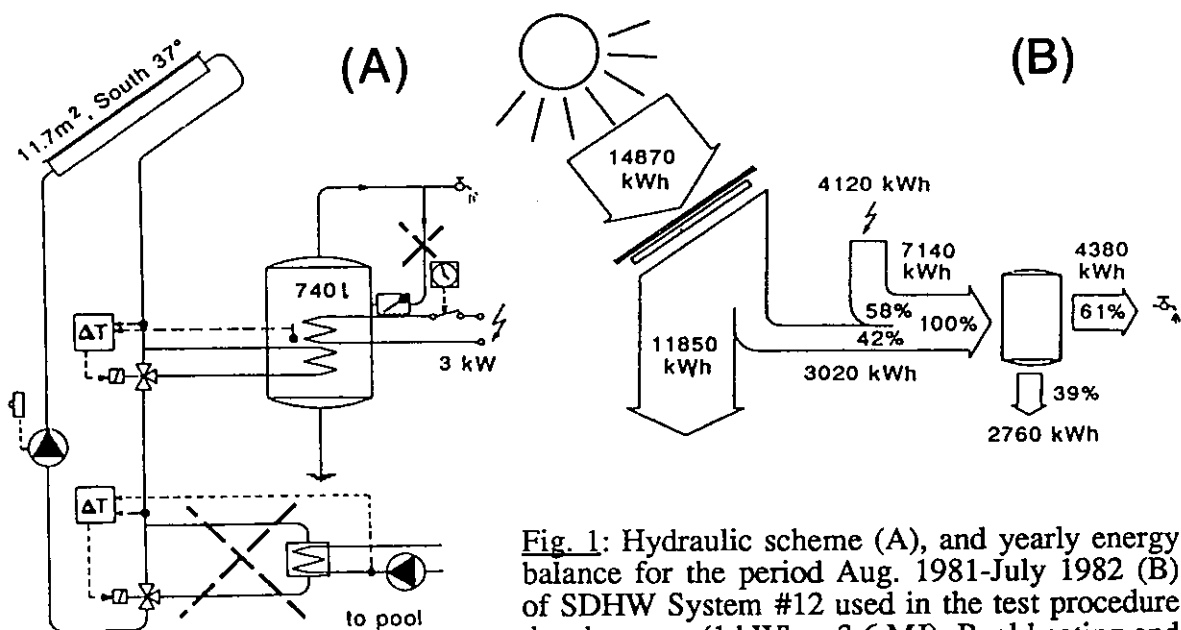 (A)
(B)
11.7m², South 37°
14870
kWh
4120 kWh
7140
kWh
4380
kWh
740 l
58%
100%
61%
42%
ΔT
3 kW
11850
kWh
3020 kWh
39%
2760 kWh
ΔT
to pool
Fig. 1: Hydraulic scheme (A), and yearly energy
balance for the period Aug. 1981-July 1982 (B)
of SDHW System #12 used in the test procedure